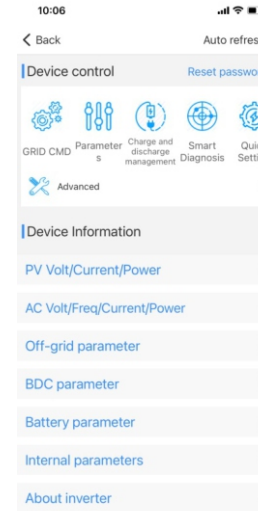 10:06
Back Auto refres
Device control Reset passwo
GRID CMD Parameter
s Charge and
discharge
management Smart
Diagnosis Quic
Setti
Advanced
Device Information
PV Volt/Current/Power
AC Volt/Freq/Current/Power
Off-grid parameter
BDC parameter
Battery parameter
Internal parameters
About inverter